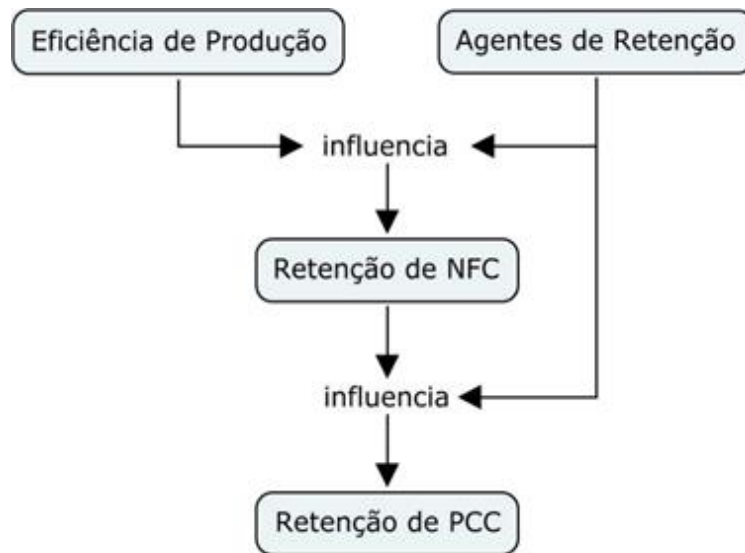 Eficiência de Produção
Agentes de Retenção
influencia
Retenção de NFC
influencia
Retenção de PCC